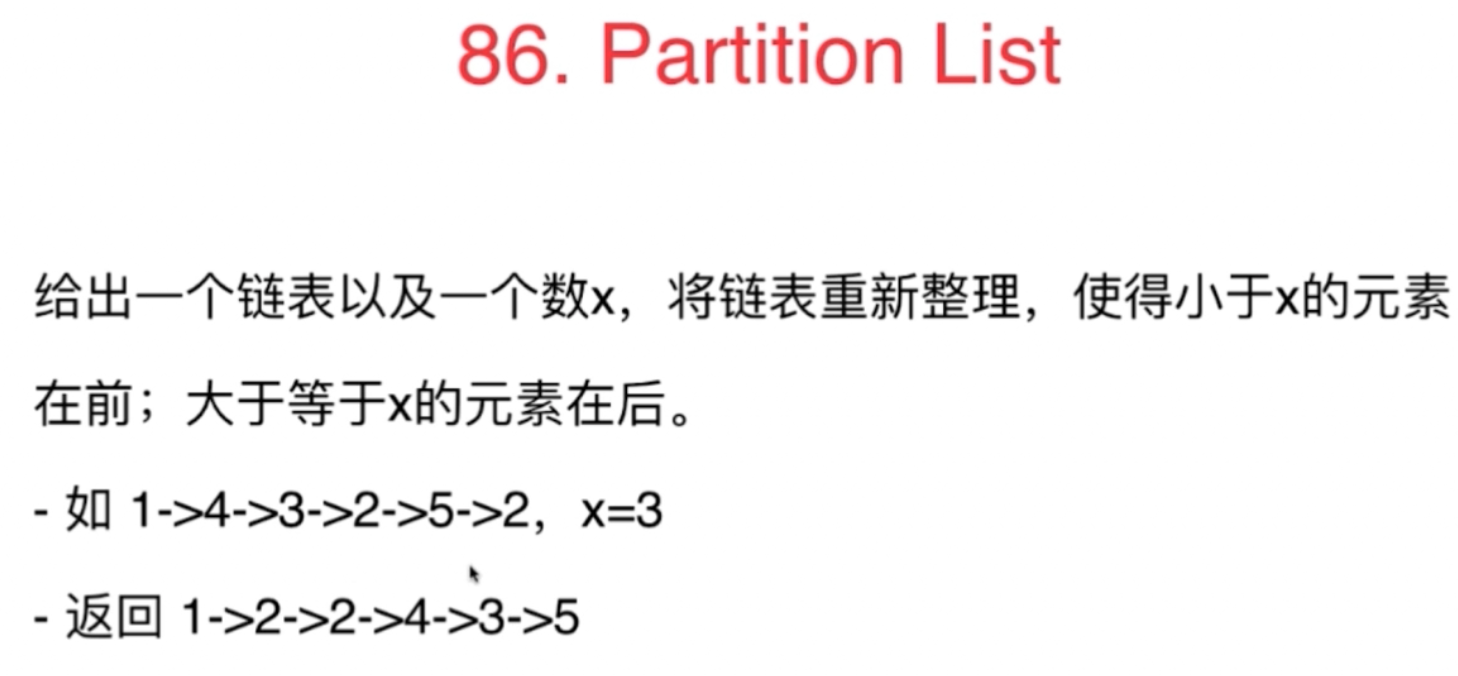 86. Partition List
给出一个链表以及一个数x，将链表重新整理，使得小于x的元素
在前；大于等于x的元素在后。
- 如 1->4->3->2->5->2，x=3
- 返回 1->2->2->4->3->5